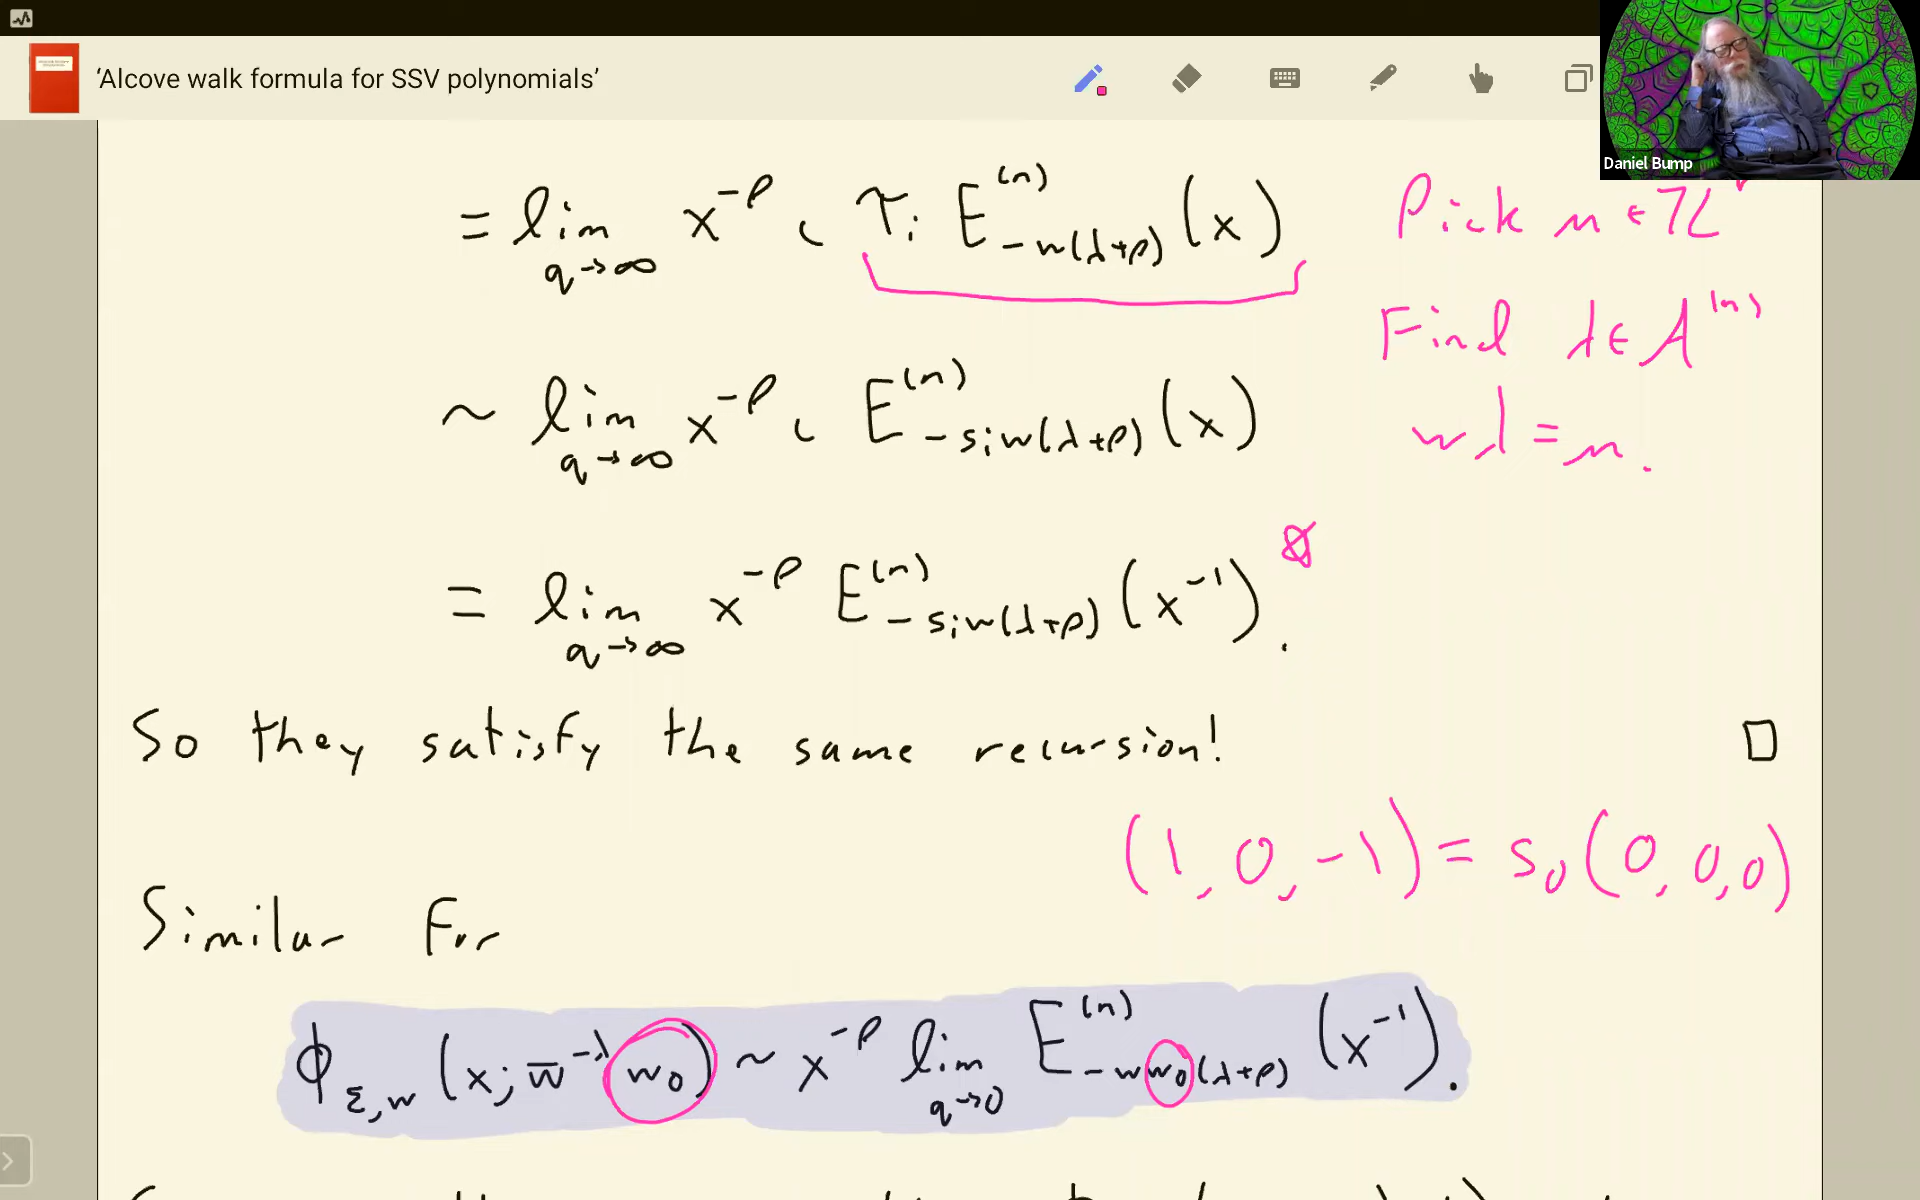 ‘Alcove walk formula for SSV polynomials’
Daniel Bump
= lim_{q→∞} x^{-ρ} ι T_i E^{(n)}_{-w(λ+ρ)}(x)
Pick μ ∈ ℤ^r
Find λ ∈ A^{(n)}
wλ = μ.
~ lim_{q→∞} x^{-ρ} ι E^{(n)}_{-s_i w(λ+ρ)}(x)
= lim_{q→∞} x^{-ρ} E^{(n)}_{-s_i w(λ+ρ)}(x^{-1}).
So they satisfy the same recursion! □
(1, 0, -1) = s_0(0, 0, 0)
Similar For
ϕ_{Σ,w}(x; ϖ^{-λ} w_0) ~ x^{-ρ} lim_{q→0} E^{(n)}_{-w w_0(λ+ρ)}(x^{-1}).